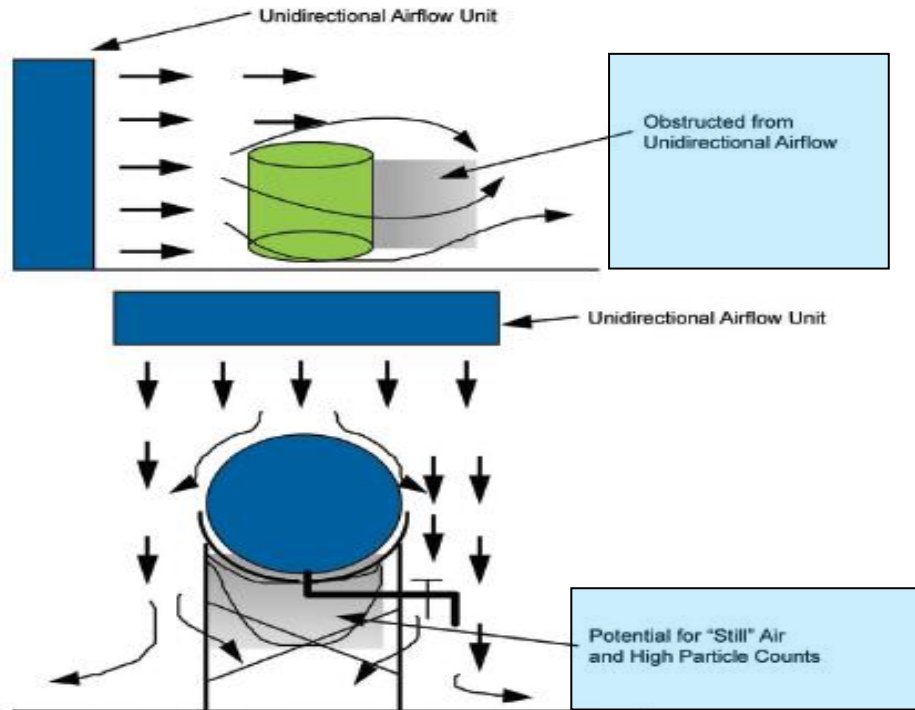 Unidirectional Airflow Unit
Obstructed from
Unidirectional Airflow
Unidirectional Airflow Unit
Potential for "Still" Air
and High Particle Counts